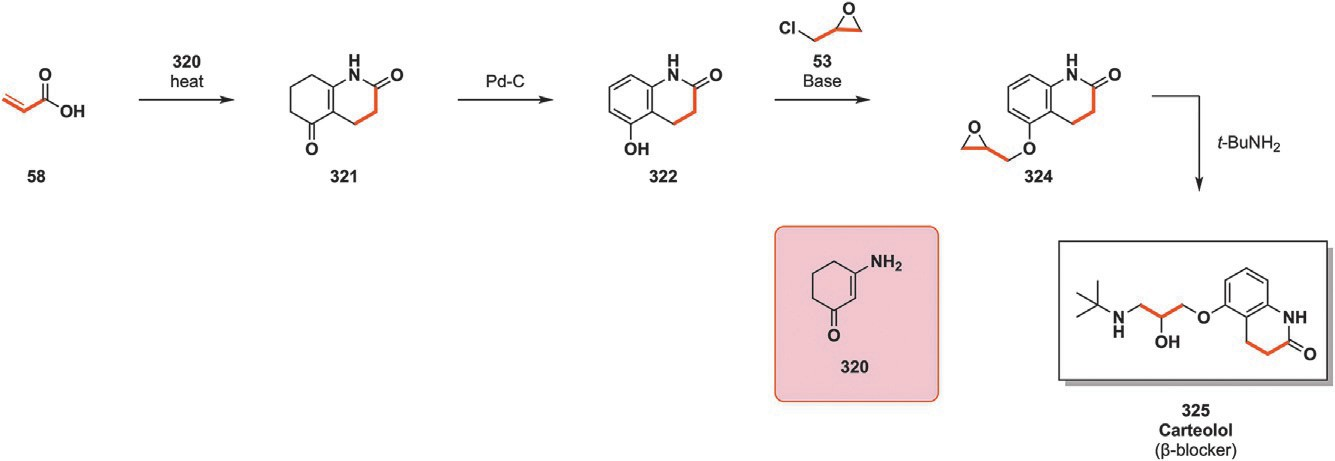 O
OH
58
320
heat
H
N
O
O
321
Pd-C
H
N
O
OH
322
Cl
O
53
Base
H
N
O
O
O
324
t-BuNH2
NH2
O
320
N
H
OH
O
NH
O
325
Carteolol
(β-blocker)